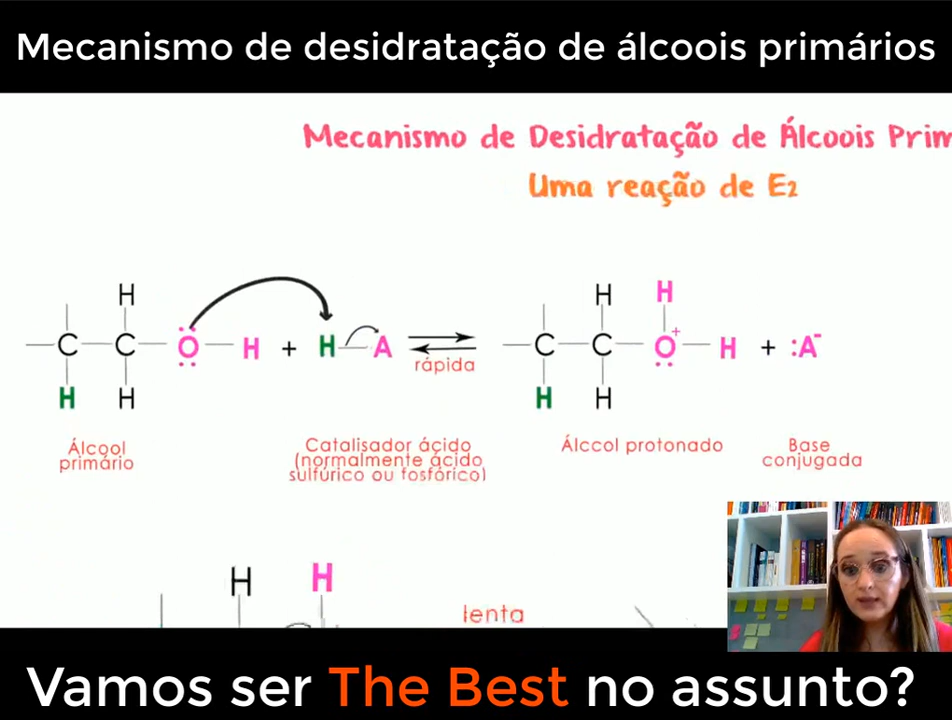 Mecanismo de desidratação de álcoois primários
Mecanismo de Desidratação de Álcoois Prim
Uma reação de E2
H H H
C C O H + H A rápida C C O+ H + :A-
H H H H
Álcool primário
Catalisador ácido
(normalmente ácido
sulfúrico ou fosfórico)
Álccol protonado
Base
conjugada
H H
lenta
Vamos ser The Best no assunto?